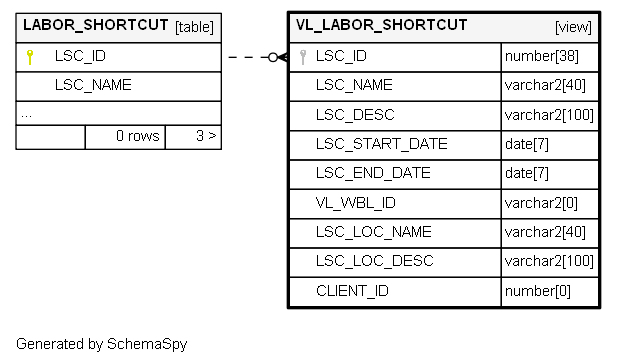 LABOR_SHORTCUT [table]
LSC_ID
LSC_NAME
...
0 rows 3 >
VL_LABOR_SHORTCUT [view]
LSC_ID number[38]
LSC_NAME varchar2[40]
LSC_DESC varchar2[100]
LSC_START_DATE date[7]
LSC_END_DATE date[7]
VL_WBL_ID varchar2[0]
LSC_LOC_NAME varchar2[40]
LSC_LOC_DESC varchar2[100]
CLIENT_ID number[0]
Generated by SchemaSpy